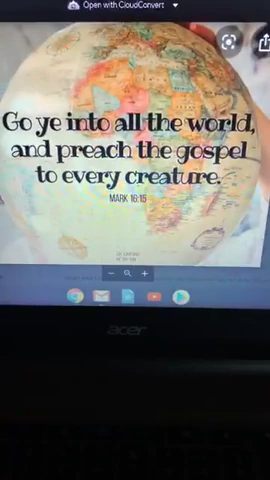 Open with CloudConvert
Go ye into all the world,
and preach the gospel
to every creature.
MARK 16:15
acer